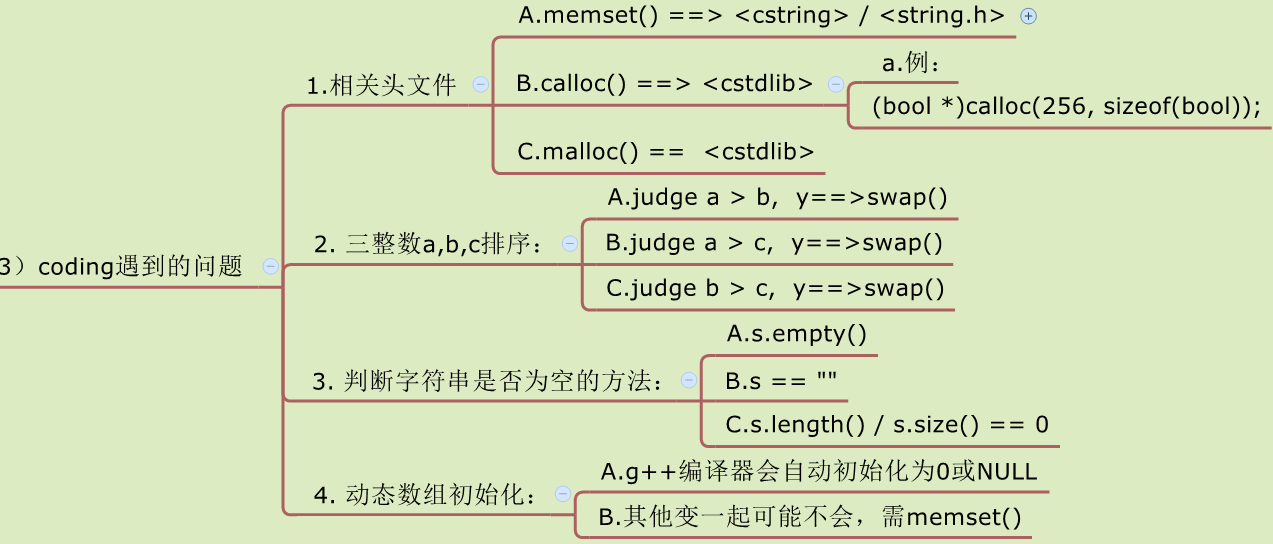 3）coding遇到的问题
1.相关头文件
A.memset() ==> <cstring> / <string.h>
B.calloc() ==> <cstdlib>
a.例：
(bool *)calloc(256, sizeof(bool));
C.malloc() == <cstdlib>
2. 三整数a,b,c排序：
A.judge a > b, y==>swap()
B.judge a > c, y==>swap()
C.judge b > c, y==>swap()
3. 判断字符串是否为空的方法：
A.s.empty()
B.s == ""
C.s.length() / s.size() == 0
4. 动态数组初始化：
A.g++编译器会自动初始化为0或NULL
B.其他变一起可能不会，需memset()